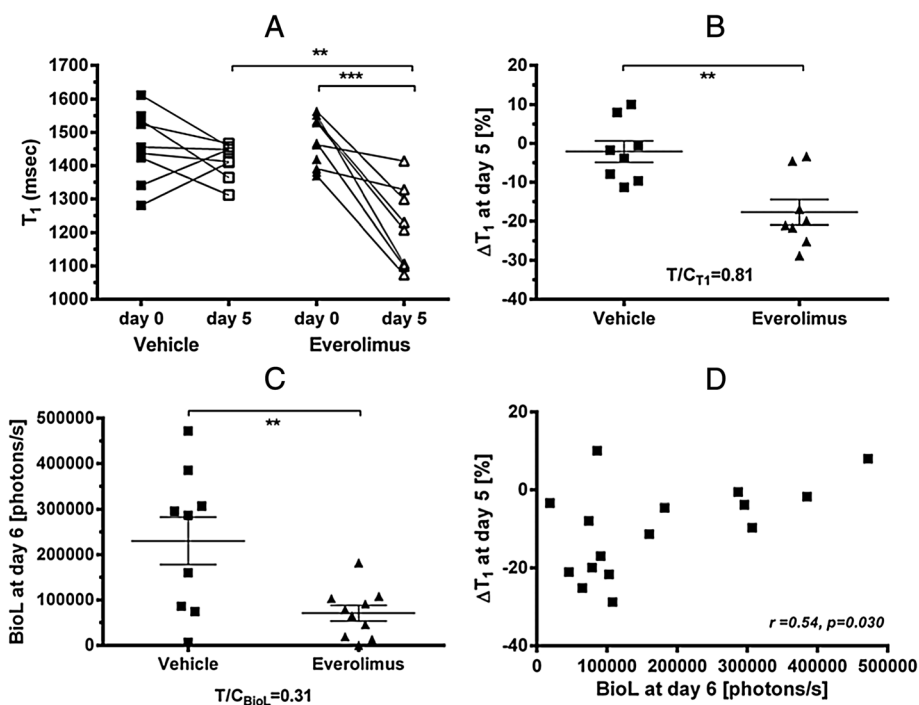 A
**
***
1700
1600
1500
1400
1300
1200
1100
1000
T1 (msec)
day 0 day 5 day 0 day 5
Vehicle Everolimus
B
**
20
10
0
-10
-20
-30
-40
ΔT1 at day 5 [%]
T/CT1=0.81
Vehicle Everolimus
C
**
500000
400000
300000
200000
100000
0
BioL at day 6 [photons/s]
Vehicle Everolimus
T/CBioL=0.31
D
20
0
-20
-40
ΔT1 at day 5 [%]
r =0.54, p=0.030
0 100000 200000 300000 400000 500000
BioL at day 6 [photons/s]